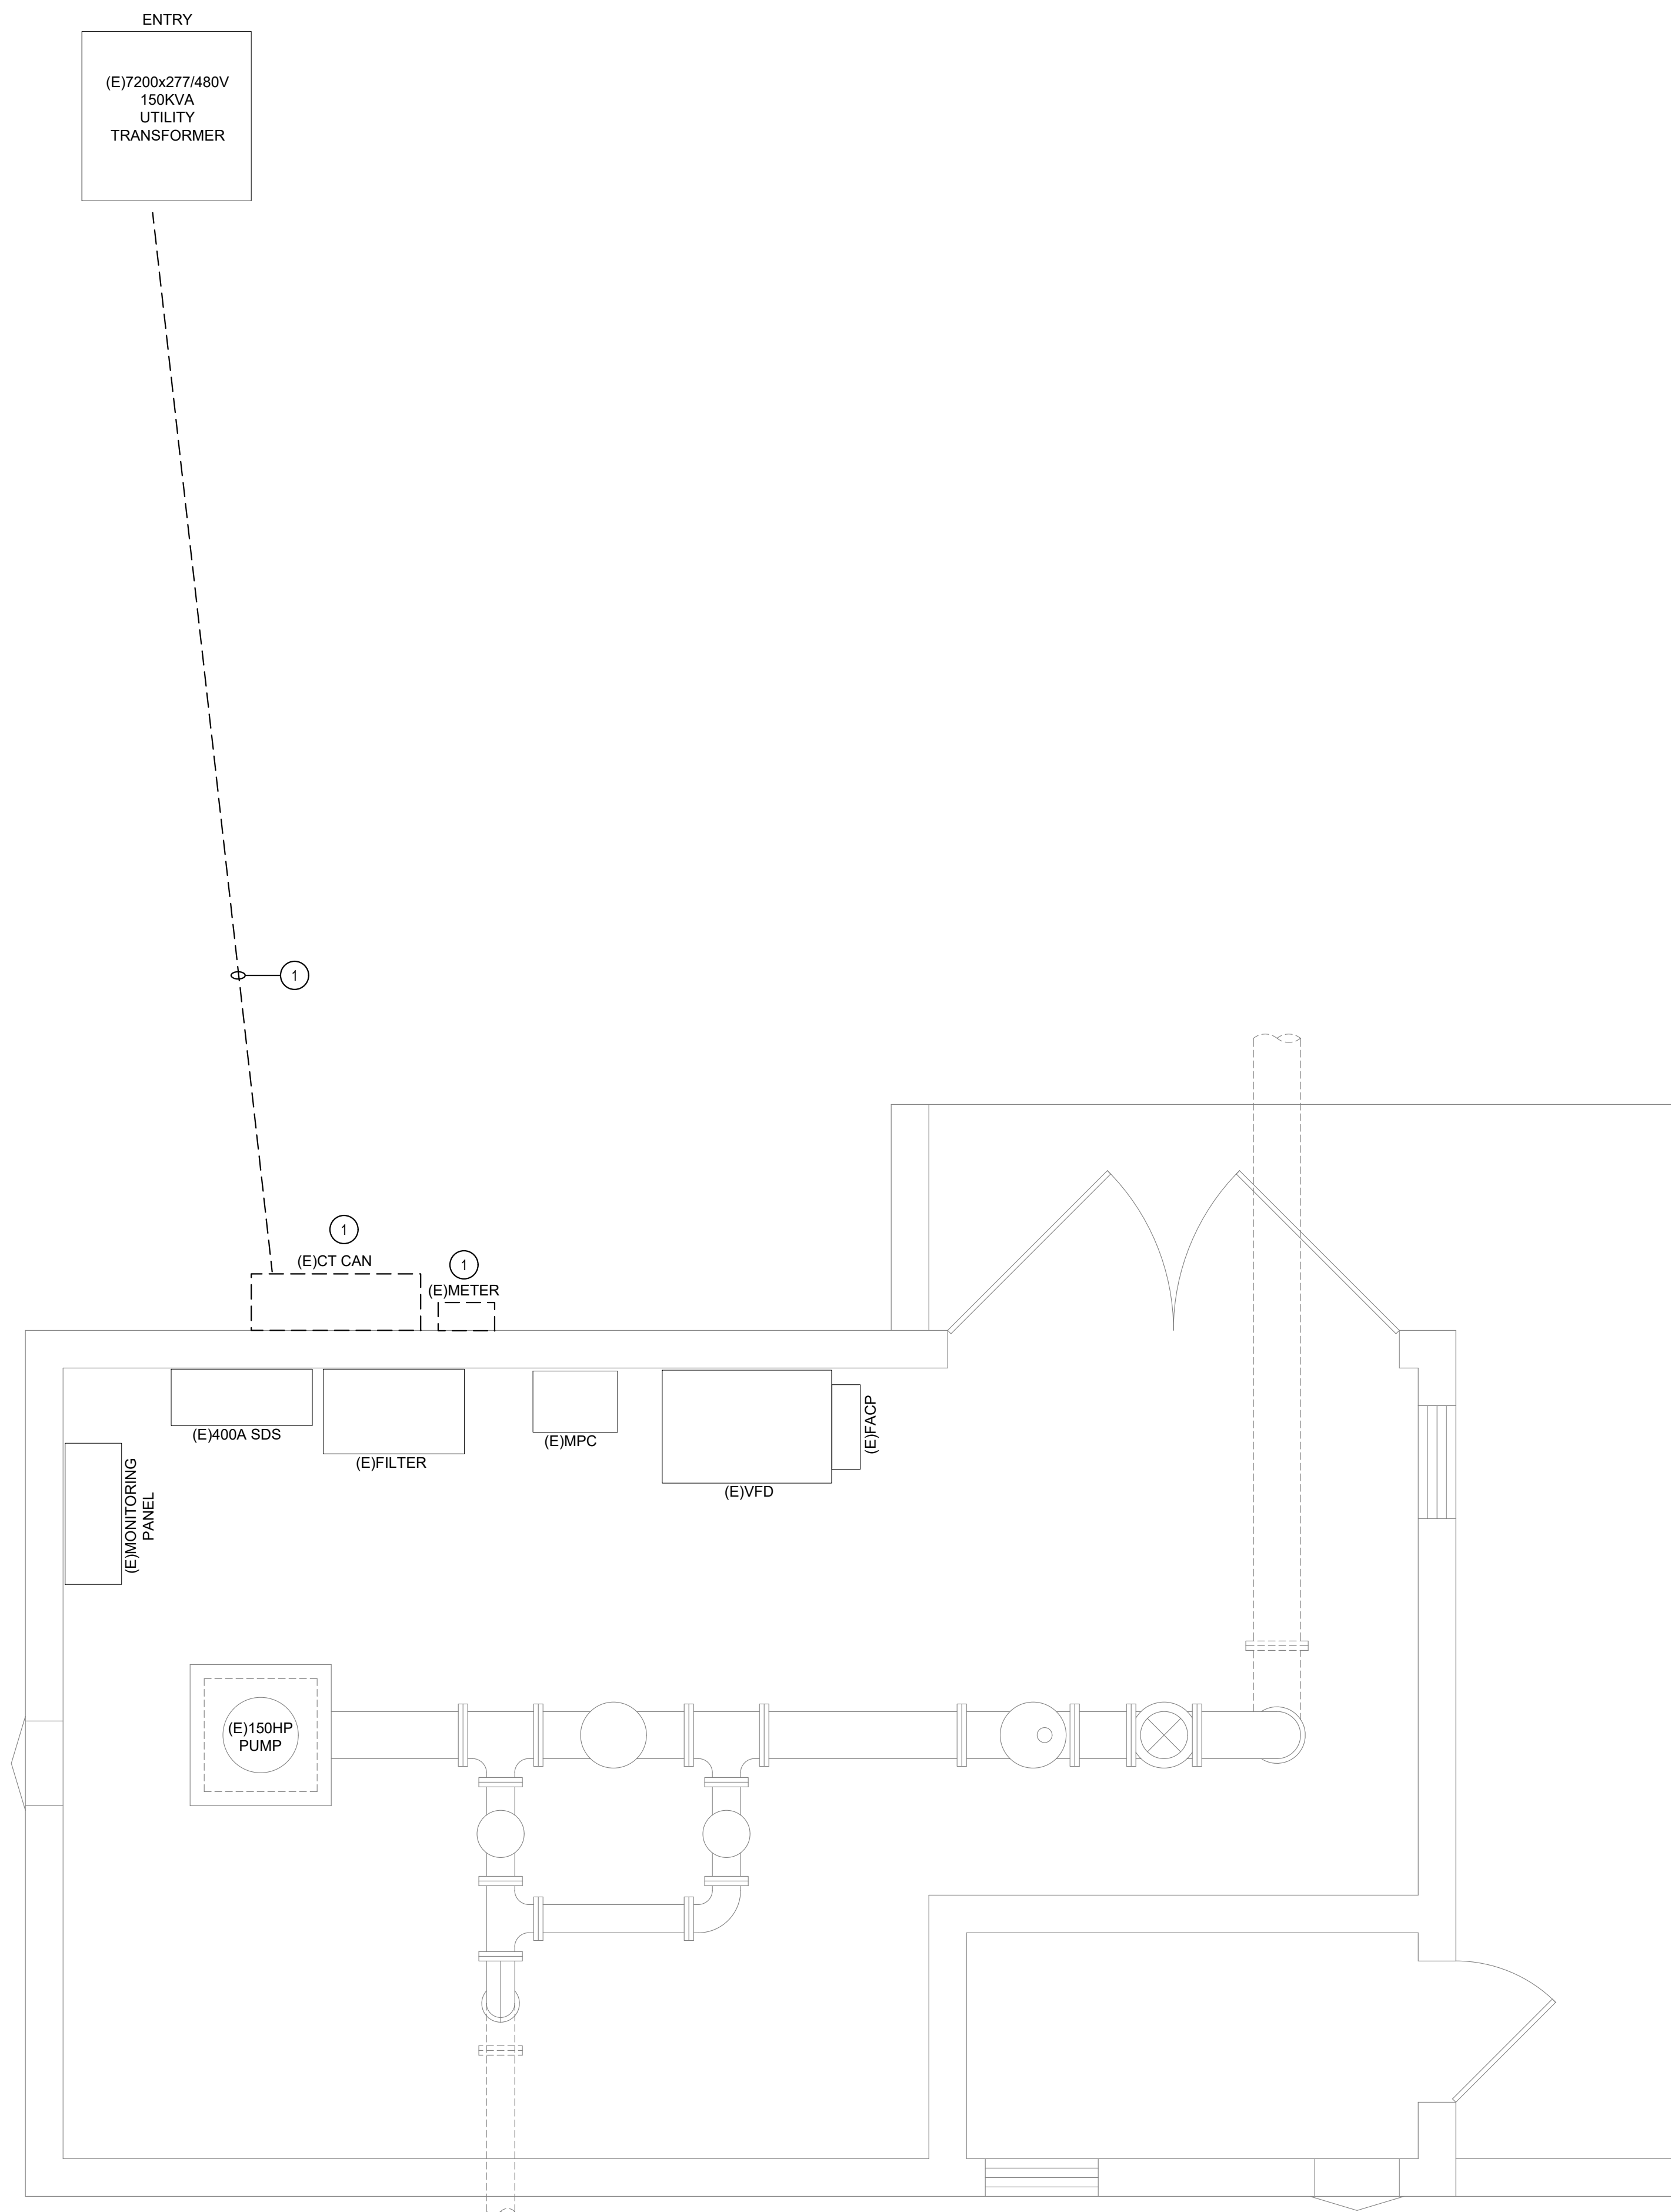 ENTRY
(E)7200x277/480V
150KVA
UTILITY
TRANSFORMER
1
1
(E)CT CAN
1
(E)METER
(E)400A SDS
(E)FILTER
(E)MPC
(E)VFD
(E)FACP
(E)MONITORING
PANEL
(E)150HP
PUMP